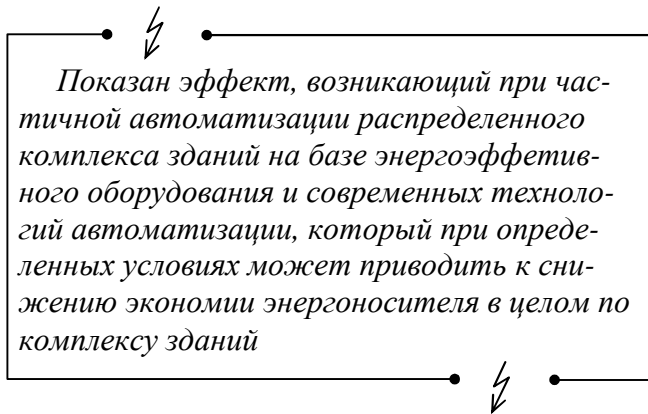 Показан эффект, возникающий при час-
тичной автоматизации распределенного
комплекса зданий на базе энергоэффетив-
ного оборудования и современных техноло-
гий автоматизации, который при опреде-
ленных условиях может приводить к сни-
жению экономии энергоносителя в целом по
комплексу зданий